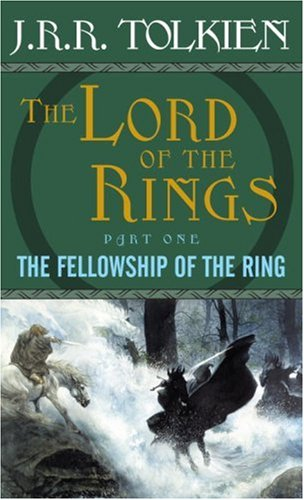 J.R.R. TOLKIEN
THE LORD
OF THE
RINGS
PART ONE
THE FELLOWSHIP OF THE RING